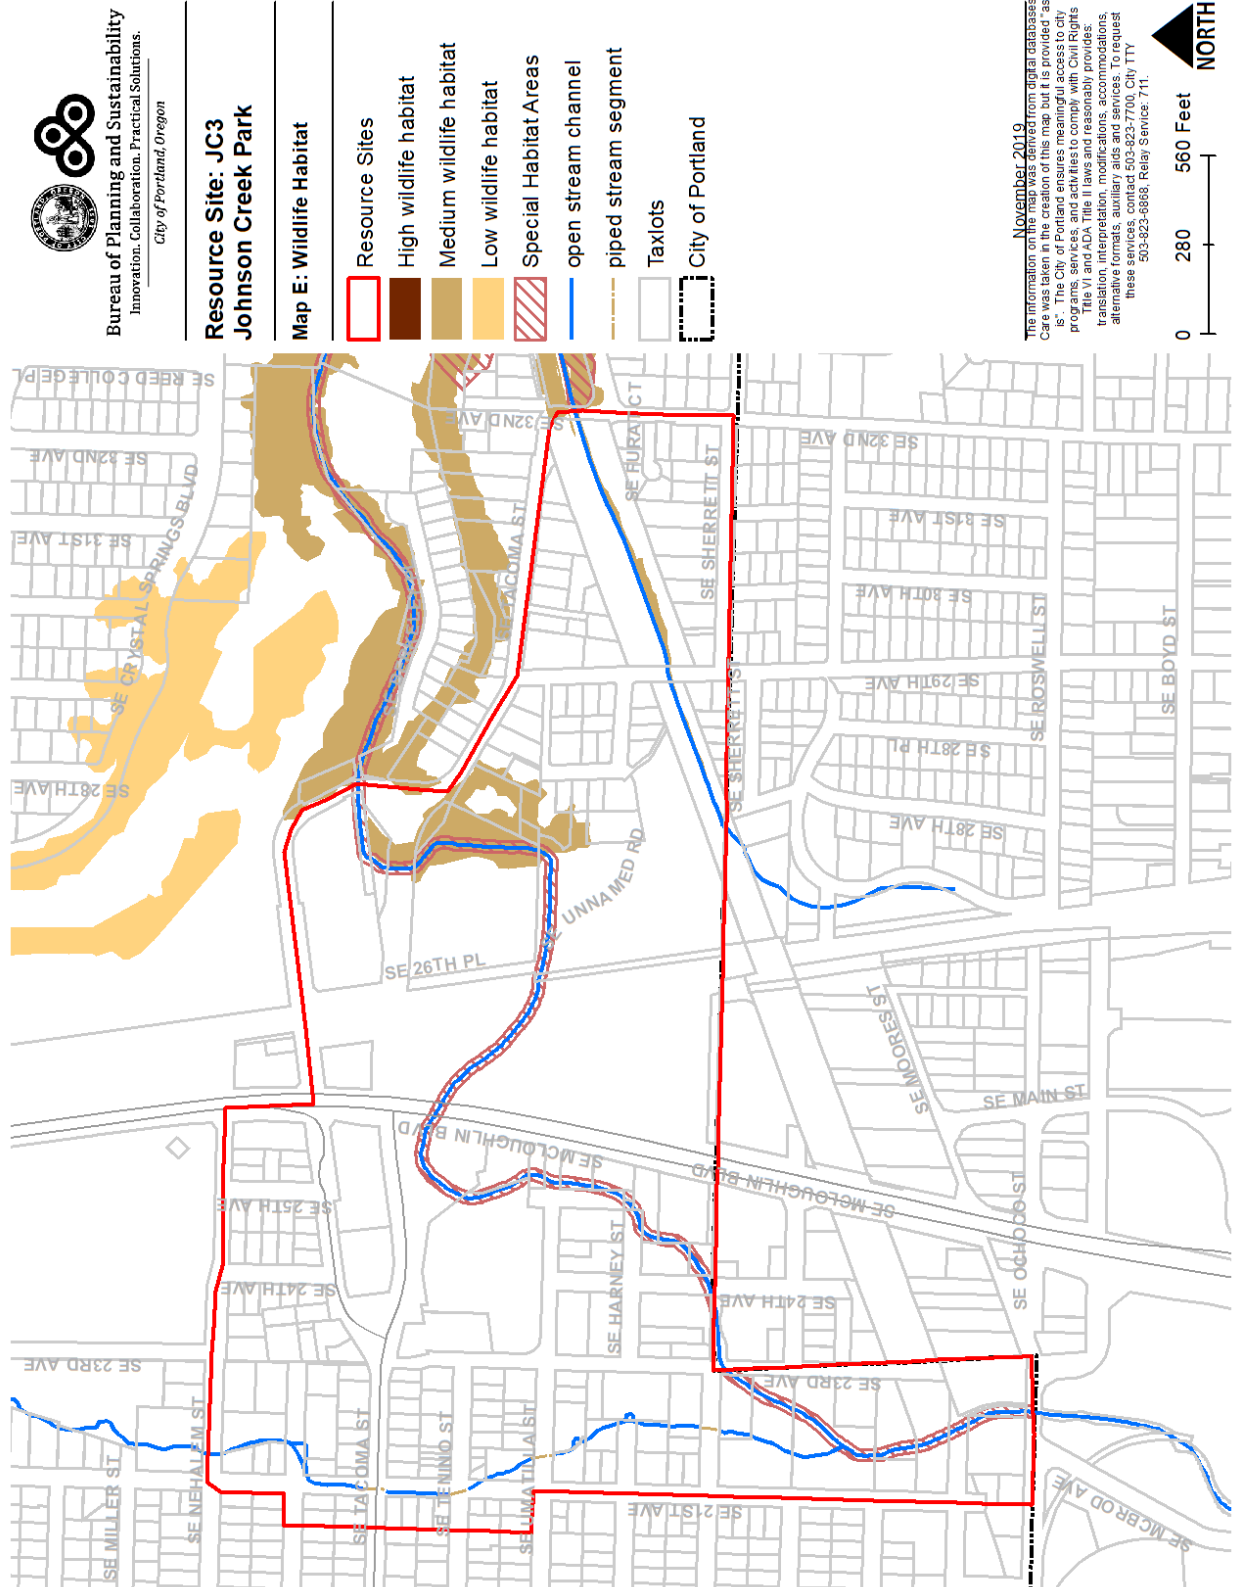 Bureau of Planning and Sustainability
Innovation. Collaboration. Practical Solutions.
City of Portland, Oregon
Resource Site: JC3
Johnson Creek Park
Map E: Wildlife Habitat
Resource Sites
High wildlife habitat
Medium wildlife habitat
Low wildlife habitat
Special Habitat Areas
open stream channel
piped stream segment
Taxlots
City of Portland
November 2019
The information on the map was derived from digital databases
Care was taken in the creation of this map but it is provided "as
is". The City of Portland ensures meaningful access to city
programs, services, and activities to comply with Civil Rights
Title VI and ADA Title II laws and reasonably provides:
translation, interpretation, modifications, accommodations,
alternative formats, auxiliary aids and services. To request
these services, contact 503-823-7700, City TTY
503-823-6868, Relay Service: 711.
0 280 560 Feet
NORTH
SE REED COLLEGE PL
SE 32ND AVE
SE 31ST AVE
SE CRYSTAL SPRINGS BLVD
SE 28TH AVE
SE 32ND AVE
SE TACOMA ST
SE FURAT CT
SE SHERRETT ST
SE 32ND AVE
SE 31ST AVE
SE 30TH AVE
SE 29TH AVE
SE ROSWELL ST
SE BOYD ST
SE SHERRETT ST
SE 28TH PL
SE 28TH AVE
SE UNNAMED RD
SE 26TH PL
SE MOORES ST
SE MAIN ST
SE MCLOUGHLIN BLVD
SE MCLOUGHLIN BLVD
SE 25TH AVE
SE 24TH AVE
SE HARNEY ST
SE 24TH AVE
SE OCHOCO ST
SE 23RD AVE
SE 23RD AVE
SE MILLER ST
SE NEHALEM ST
SE TACOMA ST
SE TENINO ST
SE UMATILLA ST
SE 21ST AVE
SE MCBROD AVE